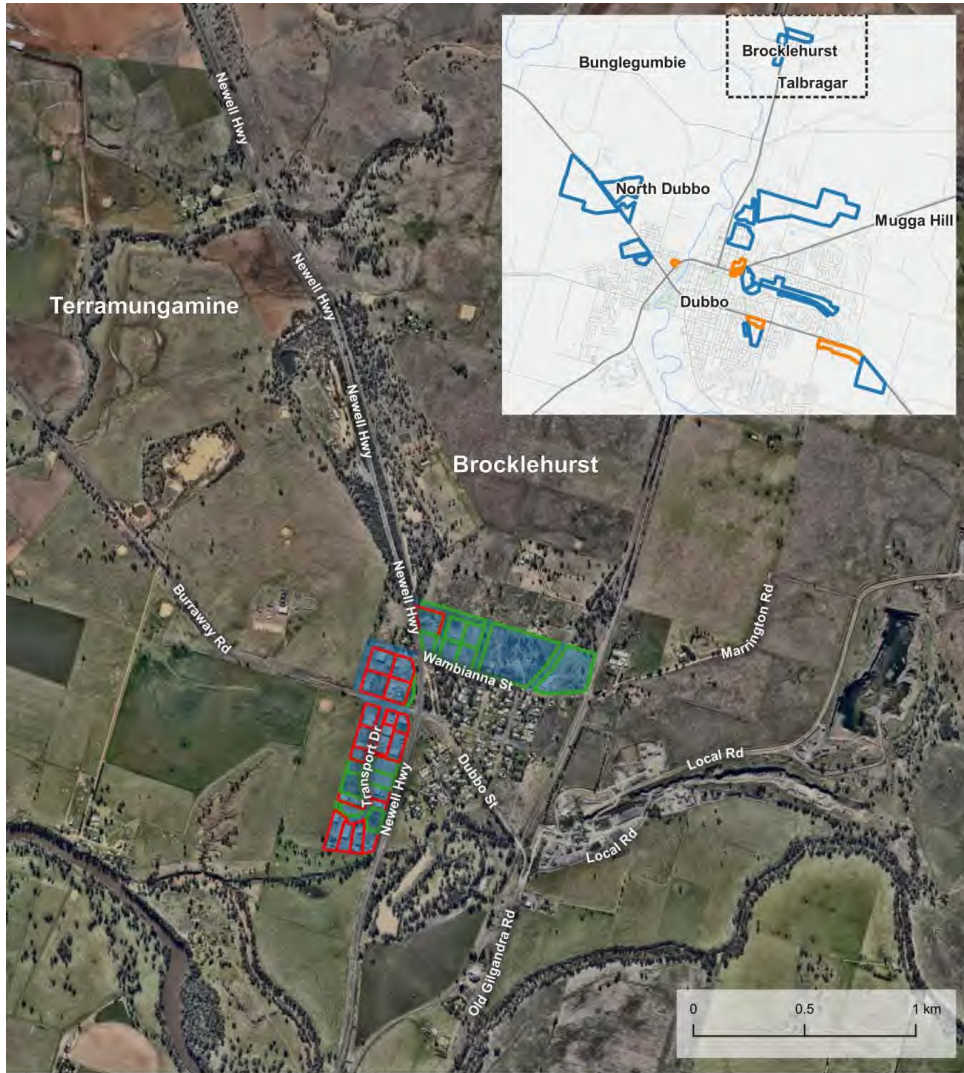 Newell Hwy
Brocklehurst
Bunglegumbie
Talbragar
North Dubbo
Mugga Hill
Dubbo
Newell Hwy
Terramungamine
Newell Hwy
Brocklehurst
Newell Hwy
Burraway Rd
Marrington Rd
Wambianna St
Transport Dr
Newell Hwy
Dubbo St
Local Rd
Local Rd
Old Gilgandra Rd
0 0.5 1 km